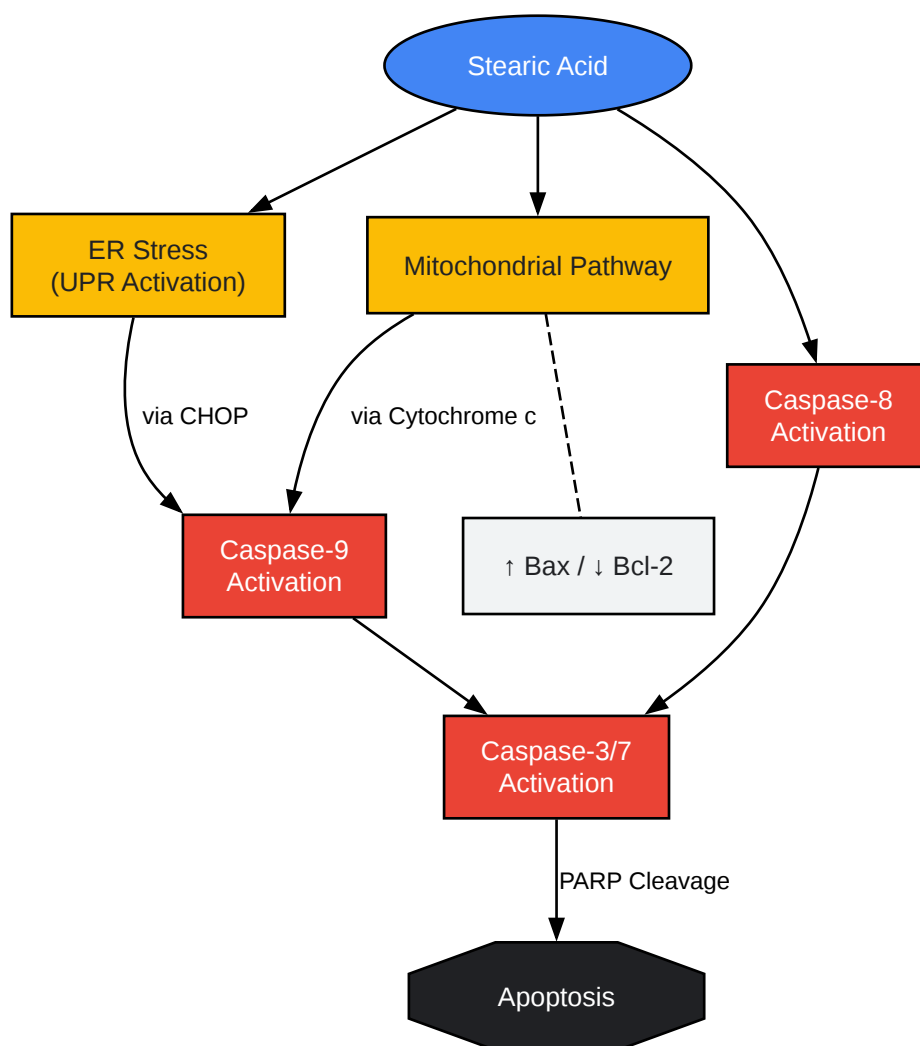 Stearic Acid
ER Stress
(UPR Activation)
Mitochondrial Pathway
Caspase-8
Activation
via CHOP
via Cytochrome c
Caspase-9
Activation
↑ Bax / ↓ Bcl-2
Caspase-3/7
Activation
PARP Cleavage
Apoptosis